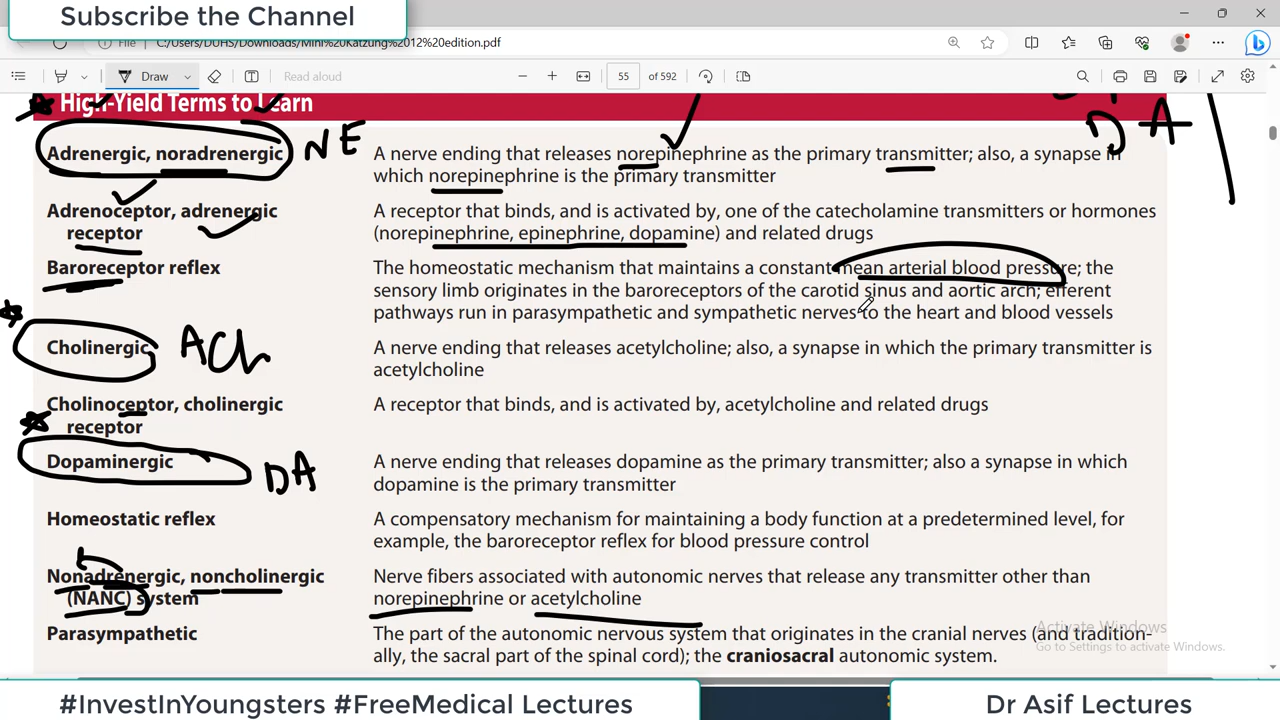 Subscribe the Channel
File C:/Users/DUHS/Downloads/Mini%20Katzung%2012%20edition.pdf
Draw Read aloud 55 of 592
High-Yield Terms to Learn
D A
Adrenergic, noradrenergic NE A nerve ending that releases norepinephrine as the primary transmitter; also, a synapse in
which norepinephrine is the primary transmitter
Adrenoceptor, adrenergic A receptor that binds, and is activated by, one of the catecholamine transmitters or hormones
receptor (norepinephrine, epinephrine, dopamine) and related drugs
Baroreceptor reflex The homeostatic mechanism that maintains a constant mean arterial blood pressure; the
sensory limb originates in the baroreceptors of the carotid sinus and aortic arch; efferent
pathways run in parasympathetic and sympathetic nerves to the heart and blood vessels
Cholinergic ACh A nerve ending that releases acetylcholine; also, a synapse in which the primary transmitter is
acetylcholine
Cholinoceptor, cholinergic A receptor that binds, and is activated by, acetylcholine and related drugs
receptor
Dopaminergic DA A nerve ending that releases dopamine as the primary transmitter; also a synapse in which
dopamine is the primary transmitter
Homeostatic reflex A compensatory mechanism for maintaining a body function at a predetermined level, for
example, the baroreceptor reflex for blood pressure control
Nonadrenergic, noncholinergic Nerve fibers associated with autonomic nerves that release any transmitter other than
(NANC) system norepinephrine or acetylcholine
Parasympathetic The part of the autonomic nervous system that originates in the cranial nerves (and tradition-
ally, the sacral part of the spinal cord); the craniosacral autonomic system.
Activate Windows
Go to Settings to activate Windows.
#InvestInYoungsters #FreeMedical Lectures
Dr Asif Lectures